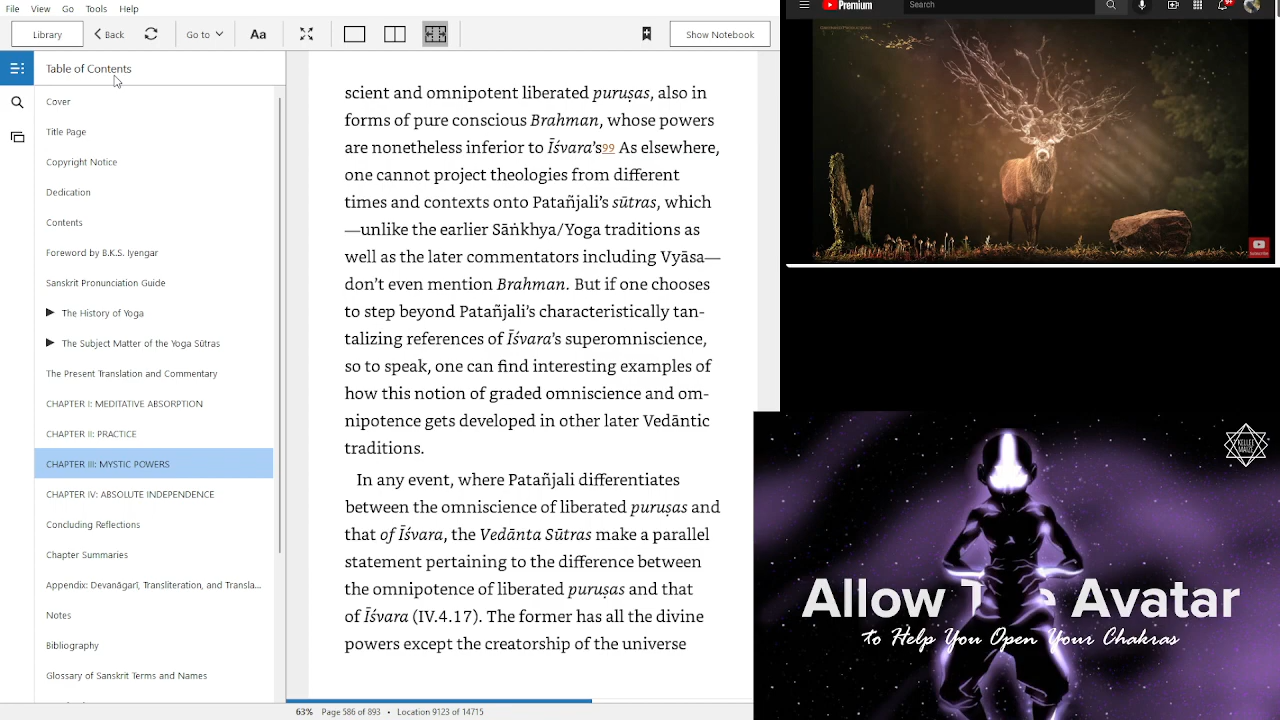 File View Go Tools Help
Library Back Go to Aa Show Notebook
Table of Contents
Cover
Title Page
Copyright Notice
Dedication
Contents
Foreword by B.K.S. Iyengar
Sanskrit Pronunciation Guide
The History of Yoga
The Subject Matter of the Yoga Sūtras
The Present Translation and Commentary
CHAPTER I: MEDITATIVE ABSORPTION
CHAPTER II: PRACTICE
CHAPTER III: MYSTIC POWERS
CHAPTER IV: ABSOLUTE INDEPENDENCE
Concluding Reflections
Chapter Summaries
Appendix: Devanāgarī, Transliteration, and Transla...
Notes
Bibliography
Glossary of Sanskrit Terms and Names
scient and omnipotent liberated puruṣas, also in
forms of pure conscious Brahman, whose powers
are nonetheless inferior to Īśvara's99 As elsewhere,
one cannot project theologies from different
times and contexts onto Patañjali's sūtras, which
—unlike the earlier Sāṅkhya/Yoga traditions as
well as the later commentators including Vyāsa—
don't even mention Brahman. But if one chooses
to step beyond Patañjali's characteristically tan-
talizing references of Īśvara's superomniscience,
so to speak, one can find interesting examples of
how this notion of graded omniscience and om-
nipotence gets developed in other later Vedāntic
traditions.
In any event, where Patañjali differentiates
between the omniscience of liberated puruṣas and
that of Īśvara, the Vedānta Sūtras make a parallel
statement pertaining to the difference between
the omnipotence of liberated puruṣas and that
of Īśvara (IV.4.17). The former has all the divine
powers except the creatorship of the universe
63% Page 586 of 893 • Location 9123 of 14715
Premium Search 9+
Subscribe
Allow The Avatar
to Help You Open Your Chakras